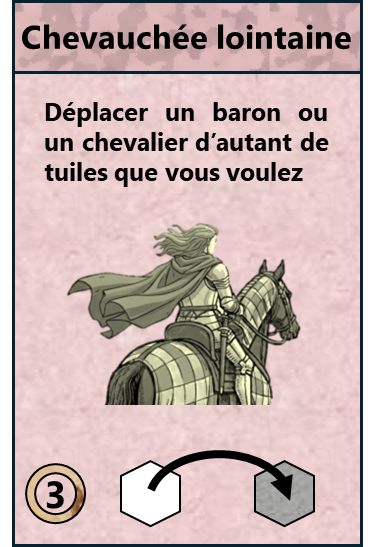 Chevauchée lointaine
Déplacer un baron ou
un chevalier d’autant de
tuiles que vous voulez
3